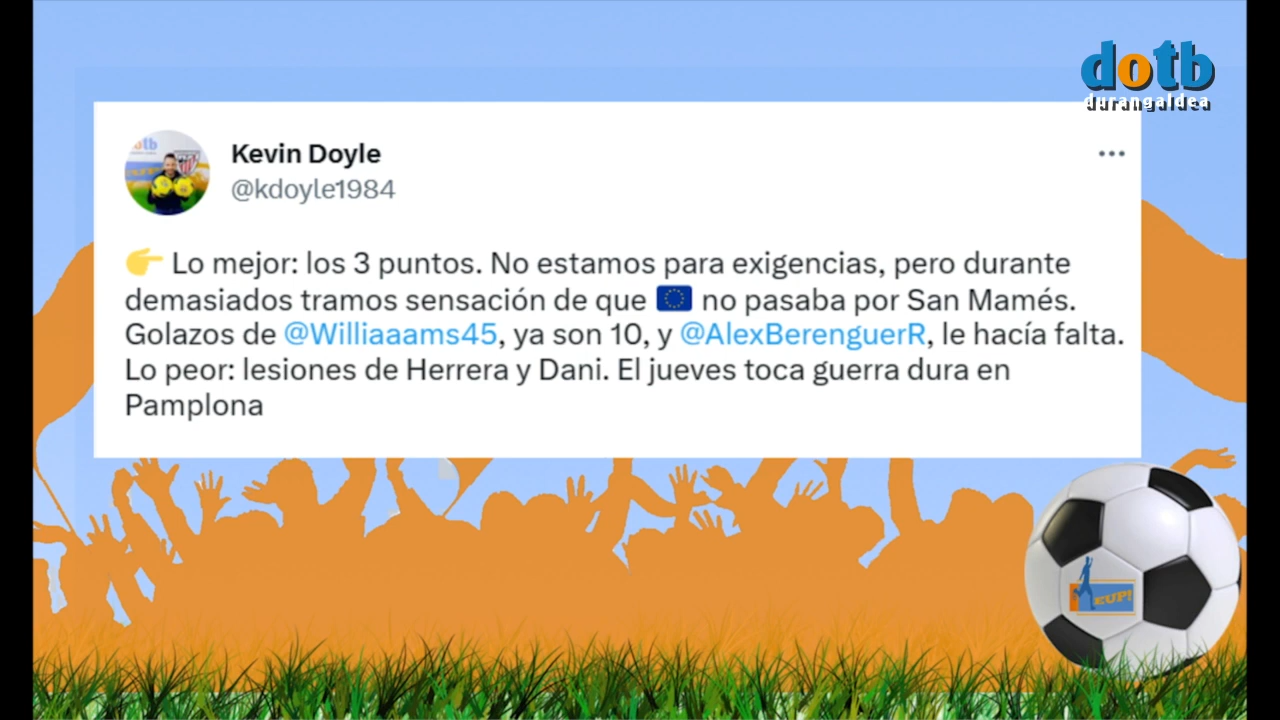 dotb
durangaldea
Kevin Doyle
@kdoyle1984
👉 Lo mejor: los 3 puntos. No estamos para exigencias, pero durante
demasiados tramos sensación de que 🇪🇺 no pasaba por San Mamés.
Golazos de @Williaaams45, ya son 10, y @AlexBerenguerR, le hacía falta.
Lo peor: lesiones de Herrera y Dani. El jueves toca guerra dura en
Pamplona
EUP!